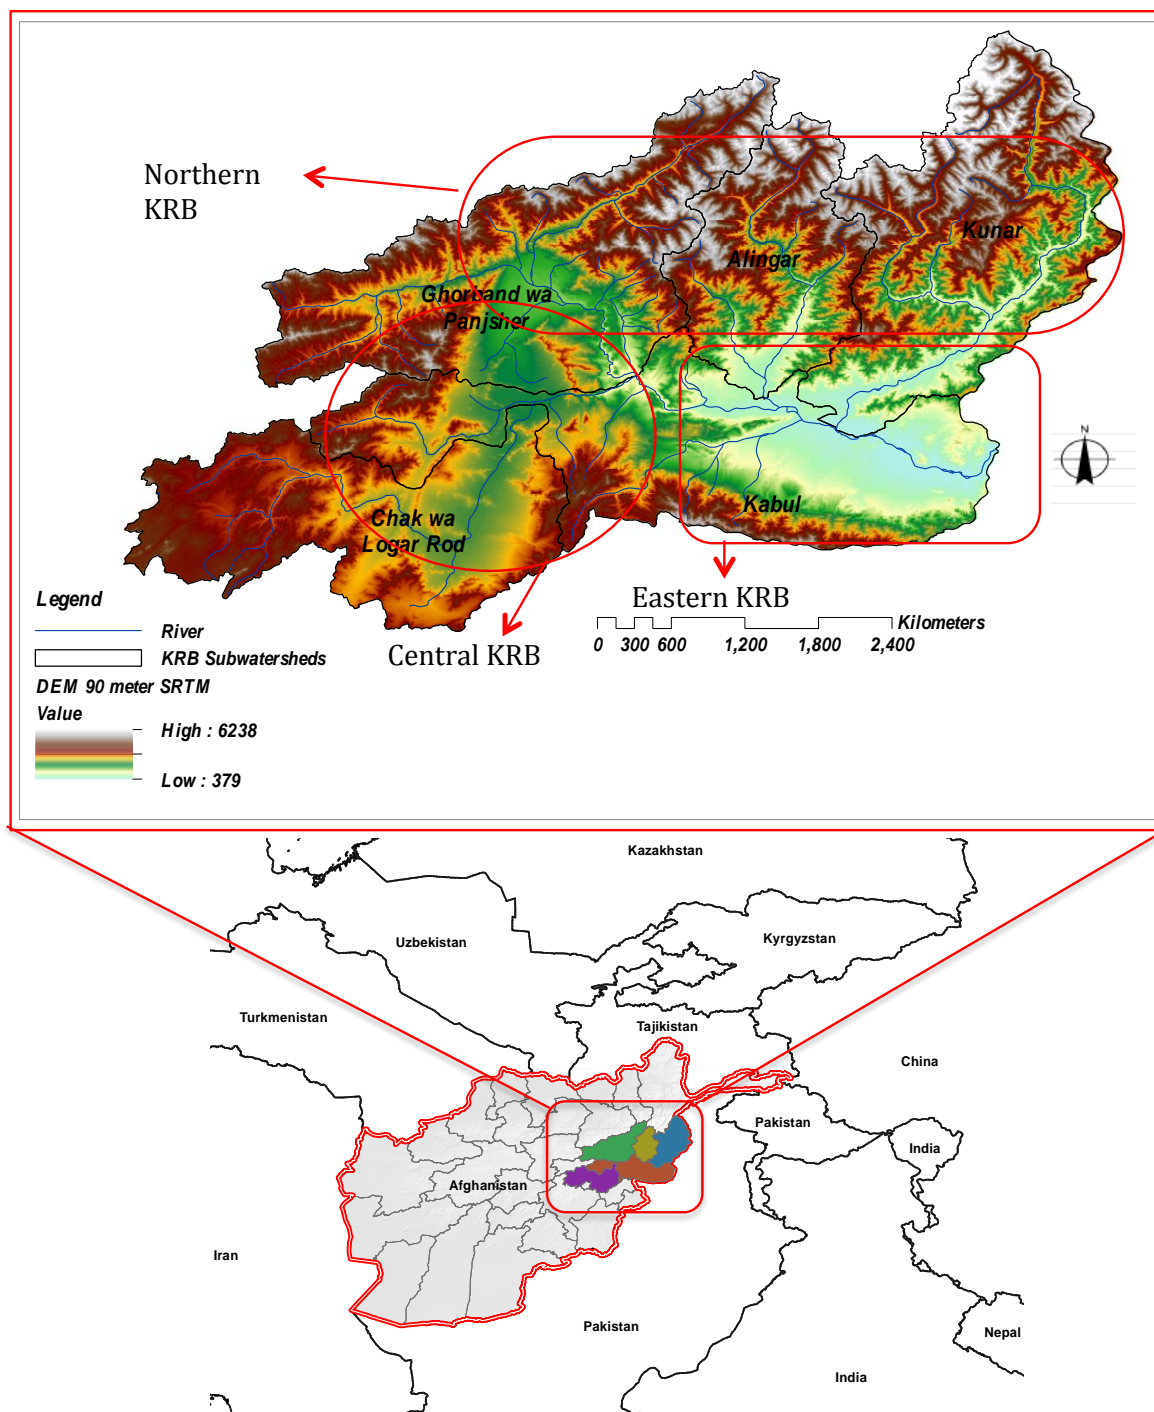 Northern
KRB
Kunar
Alingar
Ghorband wa
Panjsher
N
Kabul
Chak wa
Logar Rod
Legend
River
KRB Subwatersheds
DEM 90 meter SRTM
Value
High : 6238
Low : 379
Eastern KRB
Central KRB
Kilometers
0 300 600 1,200 1,800 2,400
Kazakhstan
Uzbekistan
Kyrgyzstan
Turkmenistan
Tajikistan
China
Pakistan
India
Afghanistan
Iran
Pakistan
Nepal
India